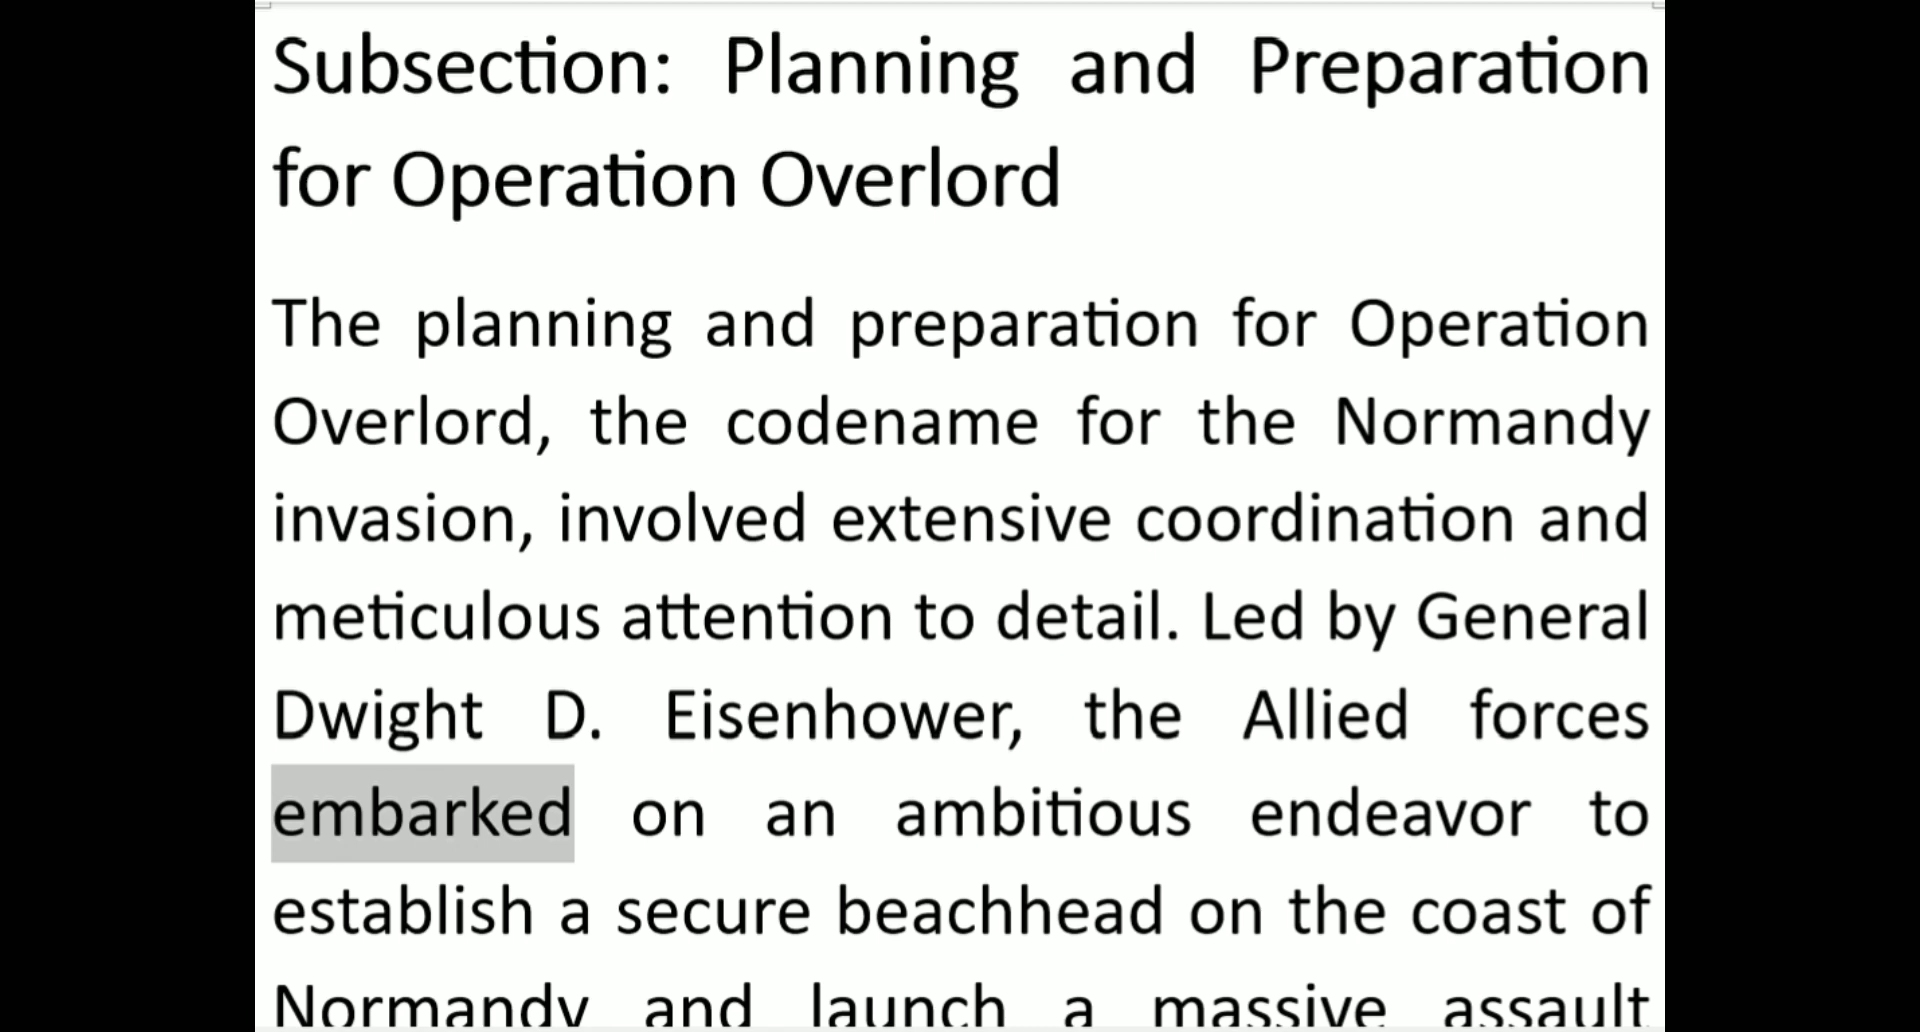 Subsection: Planning and Preparation
for Operation Overlord
The planning and preparation for Operation
Overlord, the codename for the Normandy
invasion, involved extensive coordination and
meticulous attention to detail. Led by General
Dwight D. Eisenhower, the Allied forces
embarked on an ambitious endeavor to
establish a secure beachhead on the coast of
Normandy and launch a massive assault